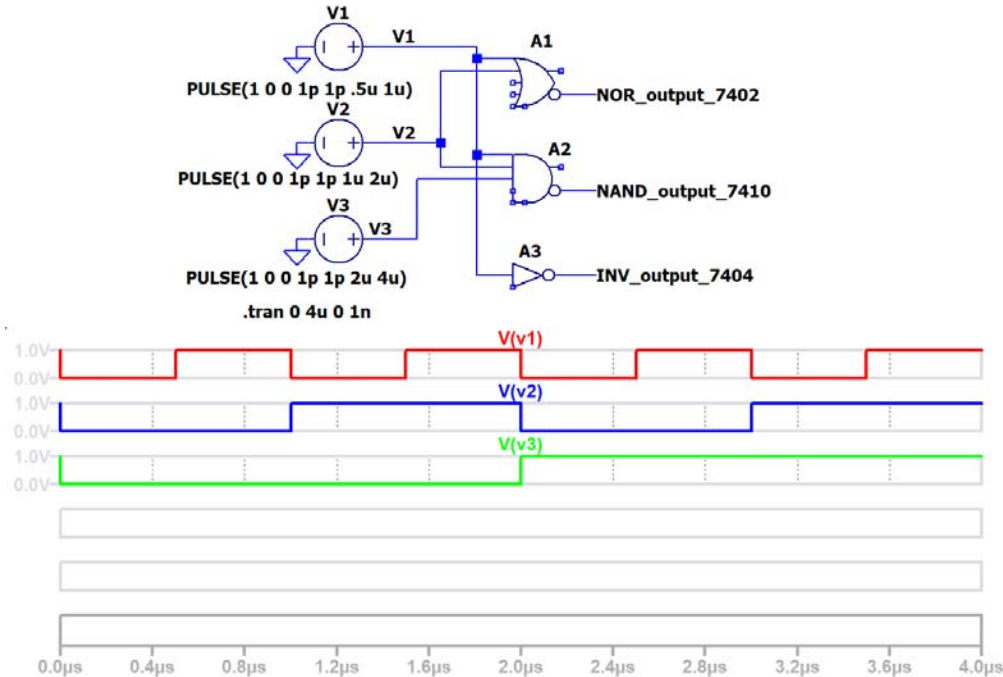 V1
V1
A1
PULSE(1 0 0 1p 1p .5u 1u)
NOR_output_7402
V2
V2
A2
PULSE(1 0 0 1p 1p 1u 2u)
NAND_output_7410
V3
V3
A3
PULSE(1 0 0 1p 1p 2u 4u)
INV_output_7404
.tran 0 4u 0 1n
V(v1)
1.0V
0.0V
V(v2)
1.0V
0.0V
V(v3)
1.0V
0.0V
0.0µs 0.4µs 0.8µs 1.2µs 1.6µs 2.0µs 2.4µs 2.8µs 3.2µs 3.6µs 4.0µs